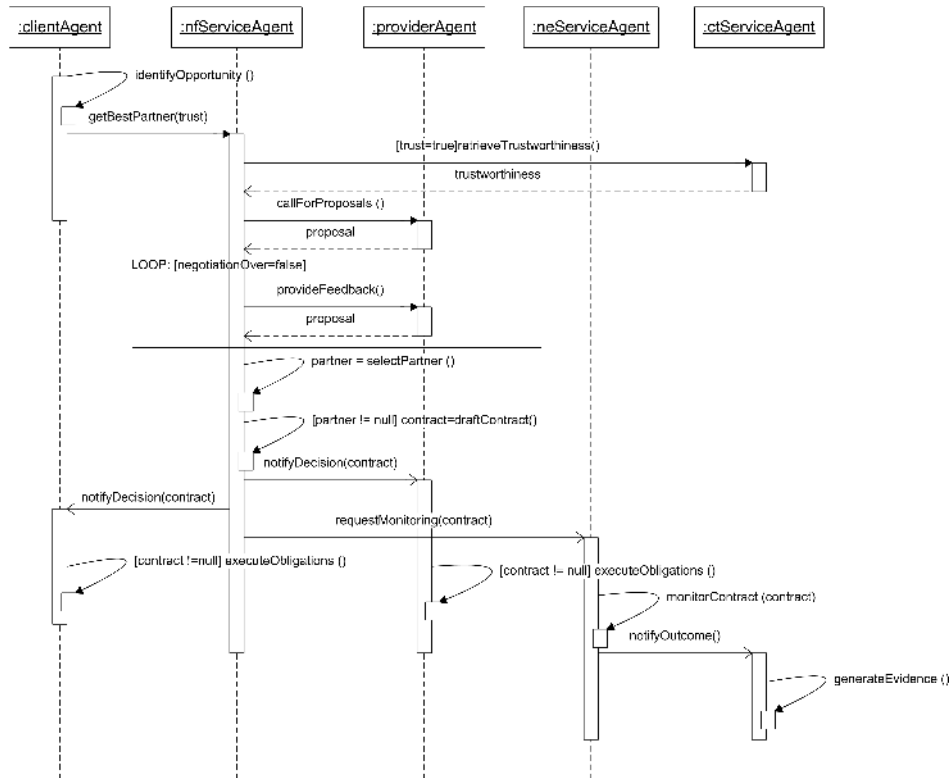 :clientAgent :nfServiceAgent :providerAgent :neServiceAgent :ctServiceAgent
identifyOpportunity ()
getBestPartner(trust)
[trust=true]retrieveTrustworthiness()
trustworthiness
callForProposals ()
proposal
LOOP: [negotiationOver=false]
provideFeedback()
proposal
partner = selectPartner ()
[partner != null] contract=draftContract()
notifyDecision(contract)
notifyDecision(contract)
requestMonitoring(contract)
[contract !=null] executeObligations ()
[contract != null] executeObligations ()
monitorContract (contract)
notifyOutcome()
generateEvidence ()